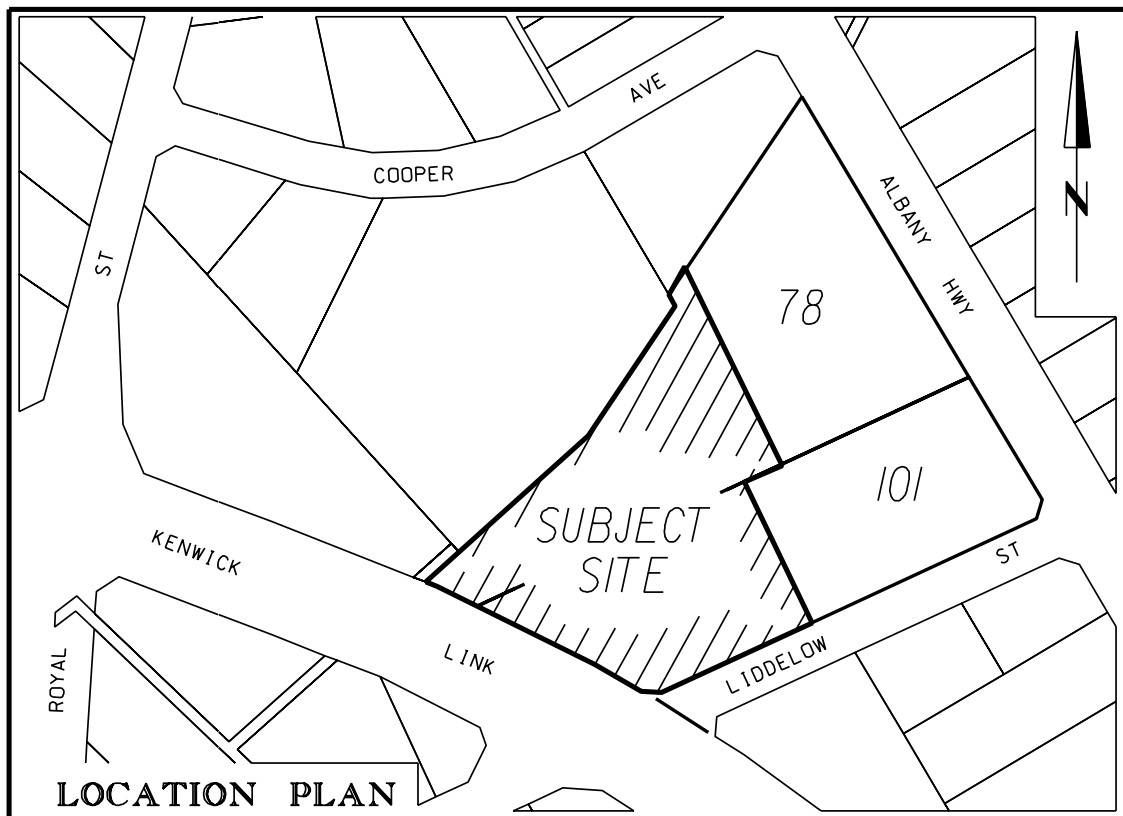 AVE
COOPER
ALBANY
HWY
ST
N
78
101
SUBJECT
SITE
KENWICK
LINK
ST
LIDDELOW
ROYAL
LOCATION PLAN